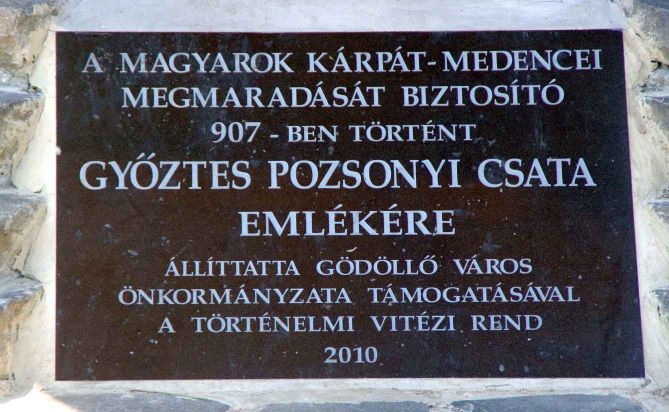 A MAGYAROK KÁRPÁT-MEDENCEI
MEGMARADÁSÁT BIZTOSÍTÓ
907 - BEN TÖRTÉNT
GYŐZTES POZSONYI CSATA
EMLÉKÉRE
ÁLLÍTTATTA GÖDÖLLŐ VÁROS
ÖNKORMÁNYZATA TÁMOGATÁSÁVAL
A TÖRTÉNELMI VITÉZI REND
2010